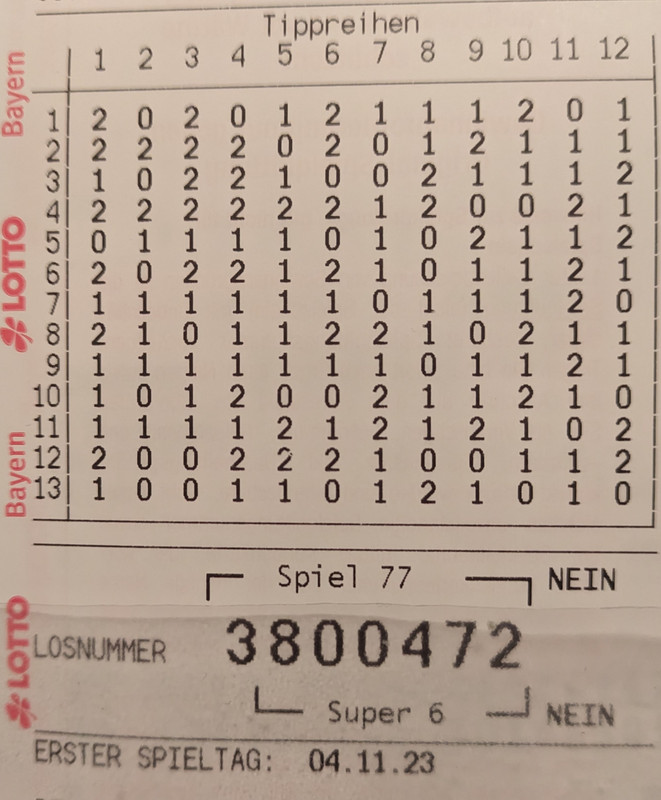 Tippreihen
1 2 3 4 5 6 7 8 9 10 11 12
1 2 0 2 0 1 2 1 1 1 2 0 1
2 2 2 2 2 0 2 0 1 2 1 1 1
3 1 0 2 2 1 0 0 2 1 1 1 2
4 2 2 2 2 2 2 1 2 0 0 2 1
5 0 1 1 1 1 0 1 0 2 1 1 2
6 2 0 2 2 1 2 1 0 1 1 2 1
7 1 1 1 1 1 1 0 1 1 1 2 0
8 2 1 0 1 1 2 2 1 0 2 1 1
9 1 1 1 1 1 1 1 0 1 1 2 1
10 1 0 1 2 0 0 2 1 1 2 1 0
11 1 1 1 1 2 1 2 1 2 1 0 2
12 2 0 0 2 2 2 1 0 0 1 1 2
13 1 0 0 1 1 0 1 2 1 0 1 0
Spiel 77 NEIN
LOSNUMMER 3800472
Super 6 NEIN
ERSTER SPIELTAG: 04.11.23
Bayern
LOTTO
Bayern
LOTTO